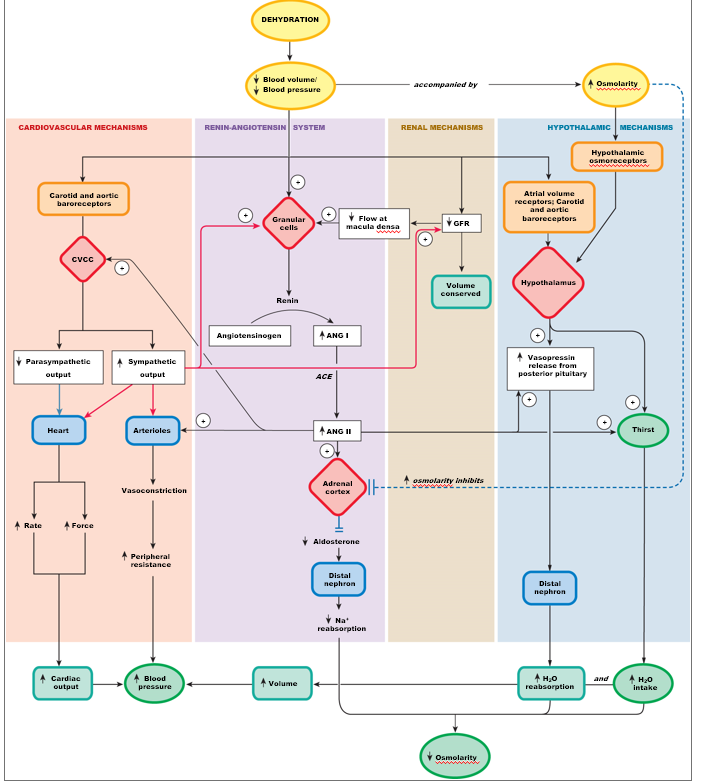 DEHYDRATION
↓ Blood volume/
↓ Blood pressure
accompanied by
↑ Osmolarity
CARDIOVASCULAR MECHANISMS
RENIN-ANGIOTENSIN SYSTEM
RENAL MECHANISMS
HYPOTHALAMIC MECHANISMS
Hypothalamic
osmoreceptors
Carotid and aortic
baroreceptors
+
Atrial volume
receptors; Carotid
and aortic
baroreceptors
+
Granular
cells
+
↓ Flow at
macula densa
↓ GFR
+
CVCC
+
Volume
conserved
Hypothalamus
Renin
Angiotensinogen
↑ ANG I
+
↓ Parasympathetic
output
↑ Sympathetic
output
ACE
↑ Vasopressin
release from
posterior pituitary
+
+
Heart
Arterioles
+
↑ ANG II
+
Thirst
+
Adrenal
cortex
↑ osmolarity inhibits
Vasoconstriction
↑ Rate
↑ Force
↓ Aldosterone
↑ Peripheral
resistance
Distal
nephron
Distal
nephron
↓ Na⁺
reabsorption
↑ Cardiac
output
↑ Blood
pressure
↑ Volume
↑ H₂O
reabsorption
and
↑ H₂O
intake
↓ Osmolarity